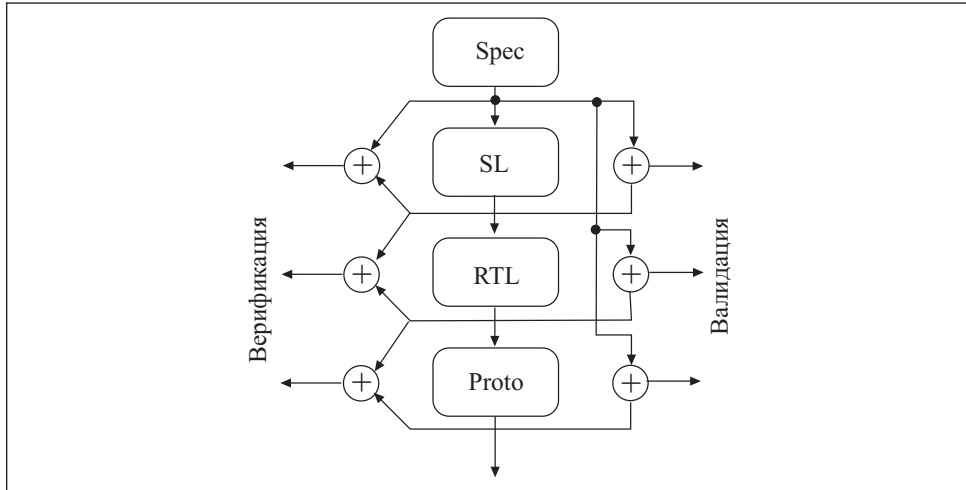 Spec
SL
RTL
Proto
Верификация
Валидация